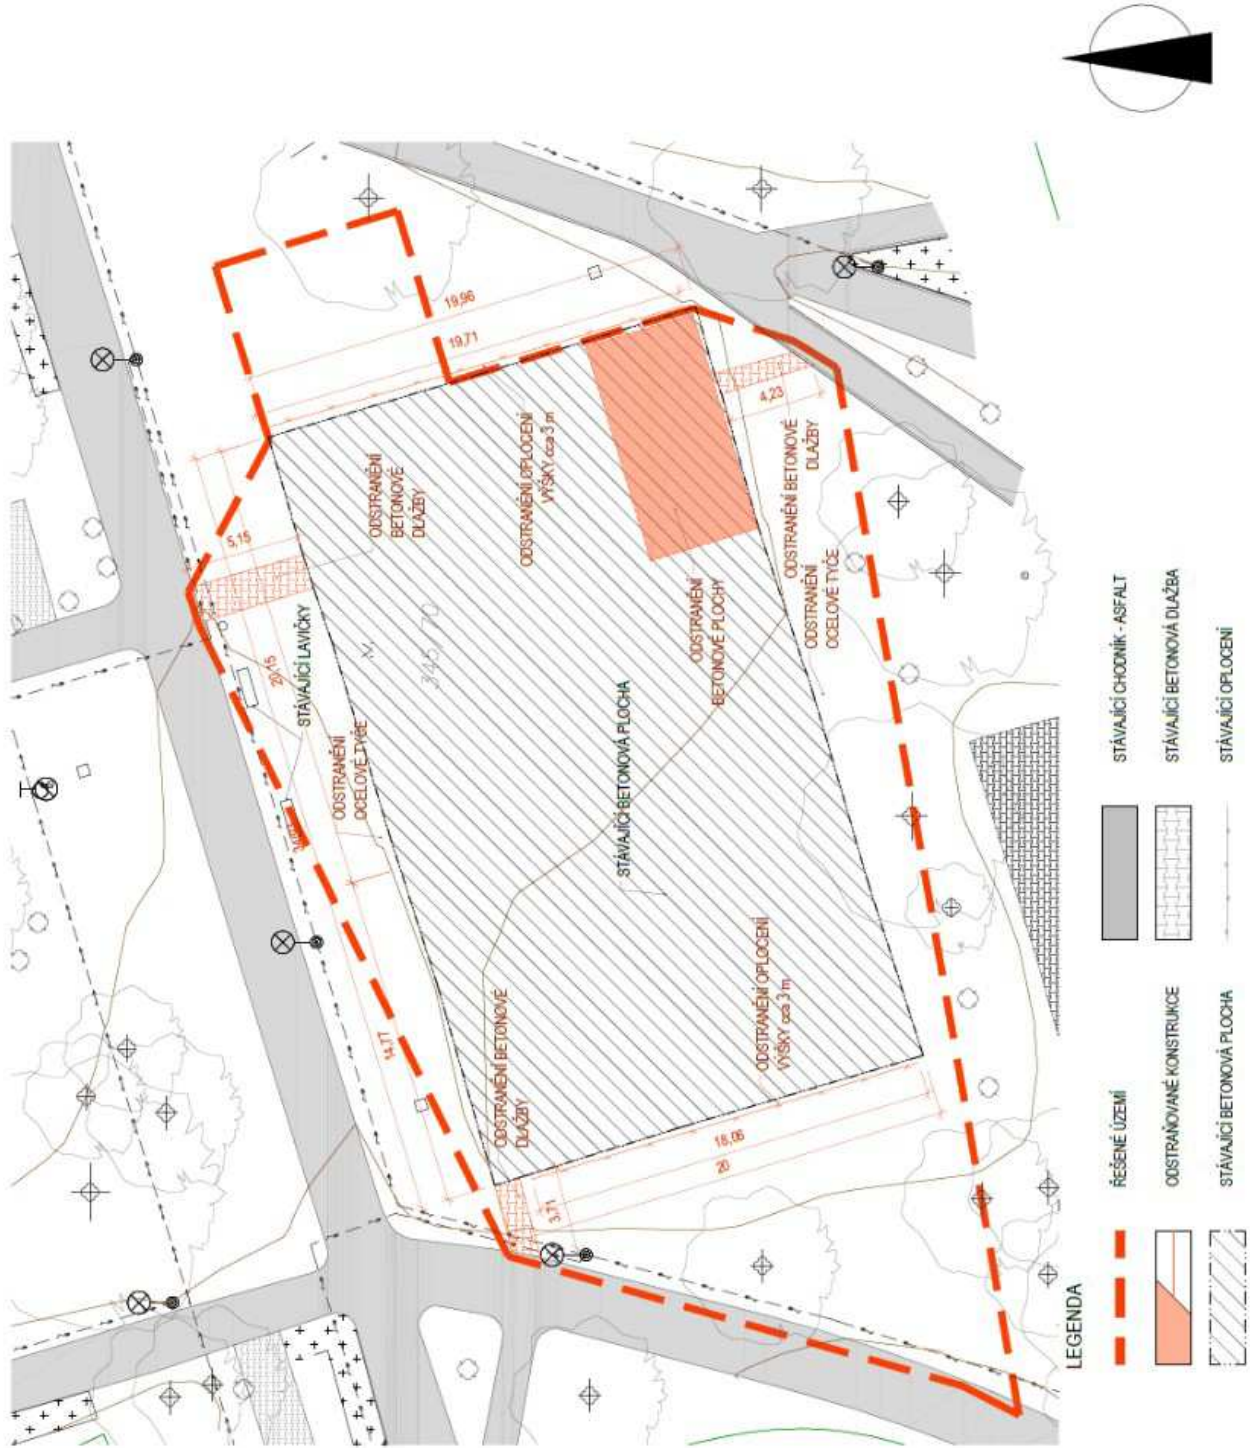 19,96
19,71
5,15
ODSTRANĚNÍ
BETONOVÉ
DLAŽBY
ODSTRANĚNÍ OPLOCENÍ
VÝŠKY cca 3 m
4,23
ODSTRANĚNÍ BETONOVÉ
DLAŽBY
ODSTRANĚNÍ
OCELOVÉ TYČE
ODSTRANĚNÍ
BETONOVÉ PLOCHY
345,70
20,15
STÁVAJÍCÍ LAVIČKY
ODSTRANĚNÍ
OCELOVÉ TYČE
STÁVAJÍCÍ BETONOVÁ PLOCHA
14,77
ODSTRANĚNÍ BETONOVÉ
DLAŽBY
ODSTRANĚNÍ OPLOCENÍ
VÝŠKY cca 3 m
18,06
20
3,71
LEGENDA
ŘEŠENÉ ÚZEMÍ
ODSTRAŇOVANÉ KONSTRUKCE
STÁVAJÍCÍ BETONOVÁ PLOCHA
STÁVAJÍCÍ CHODNÍK - ASFALT
STÁVAJÍCÍ BETONOVÁ DLAŽBA
STÁVAJÍCÍ OPLOCENÍ